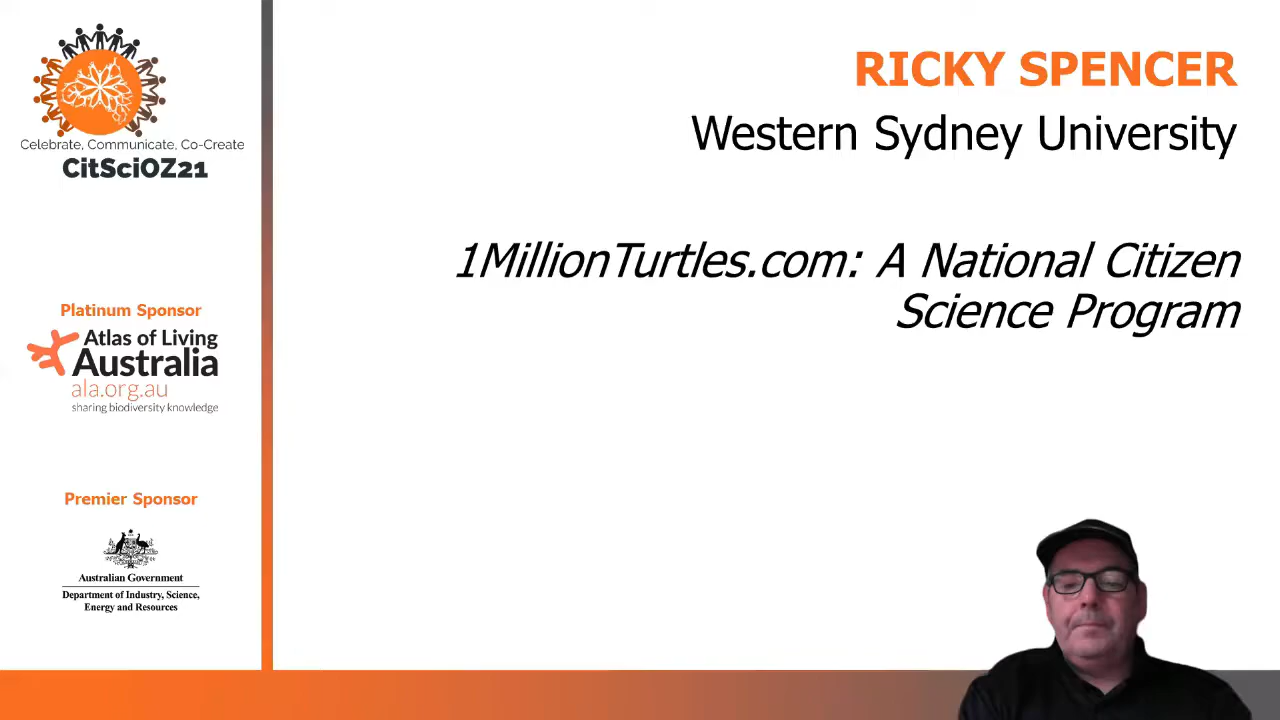 Celebrate, Communicate, Co-Create
CitSciOZ21
Platinum Sponsor
Atlas of Living
Australia
ala.org.au
sharing biodiversity knowledge
Premier Sponsor
Australian Government
Department of Industry, Science,
Energy and Resources
RICKY SPENCER
Western Sydney University
1MillionTurtles.com: A National Citizen
Science Program